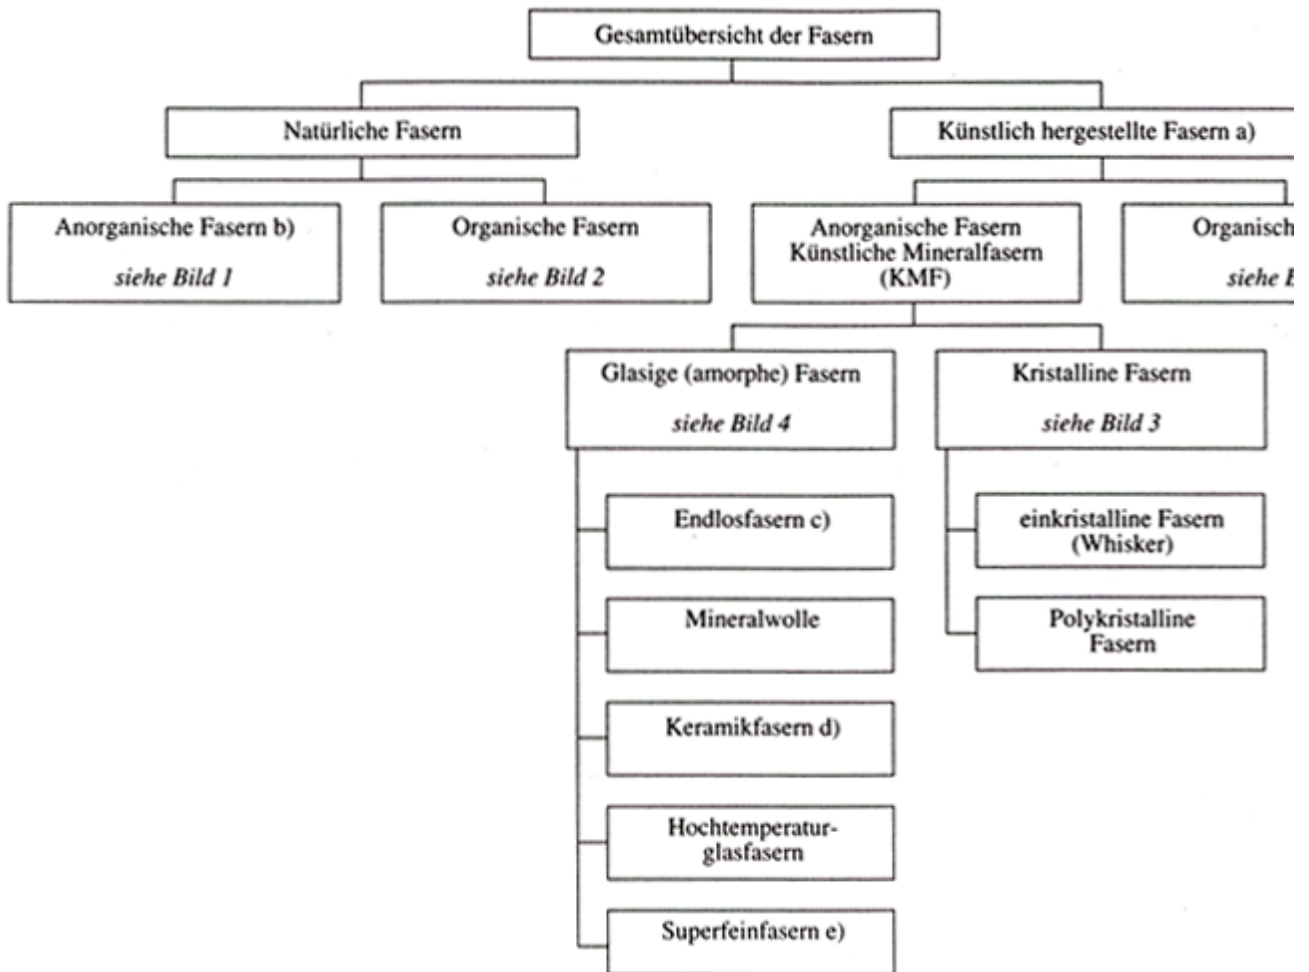 Gesamtübersicht der Fasern
Natürliche Fasern
Künstlich hergestellte Fasern a)
Anorganische Fasern b)
siehe Bild 1
Organische Fasern
siehe Bild 2
Anorganische Fasern
Künstliche Mineralfasern
(KMF)
Organisch
siehe
Glasige (amorphe) Fasern
siehe Bild 4
Kristalline Fasern
siehe Bild 3
Endlosfasern c)
Mineralwolle
Keramikfasern d)
Hochtemperatur-
glasfasern
Superfeinfasern e)
einkristalline Fasern
(Whisker)
Polykristalline
Fasern